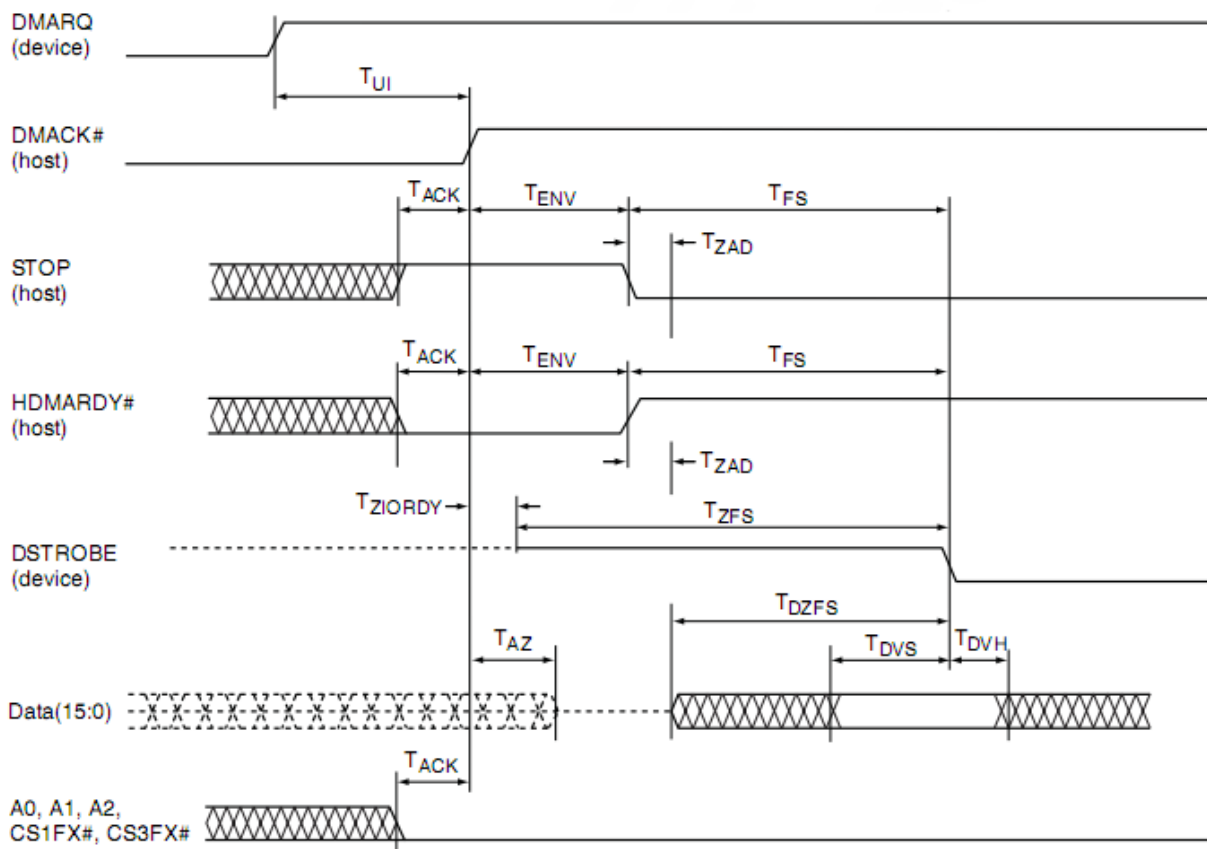 DMARQ
(device)
TUI
DMACK#
(host)
TACK TENV TFS
TZAD
STOP
(host)
TACK TENV TFS
HDMARDY#
(host)
TZAD
TZIORDY TZFS
DSTROBE
(device)
TDZFS
TAZ TDVS TDVH
Data(15:0)
TACK
A0, A1, A2,
CS1FX#, CS3FX#